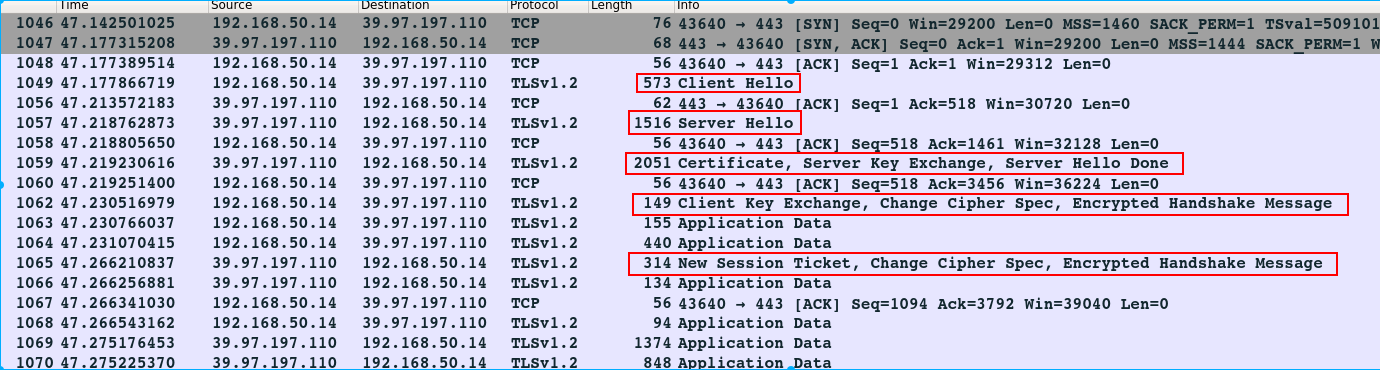 Time Source Destination Protocol Length Info
1046 47.142501025 192.168.50.14 39.97.197.110 TCP 76 43640 → 443 [SYN] Seq=0 Win=29200 Len=0 MSS=1460 SACK_PERM=1 TSval=509101
1047 47.177315208 39.97.197.110 192.168.50.14 TCP 68 443 → 43640 [SYN, ACK] Seq=0 Ack=1 Win=29200 Len=0 MSS=1444 SACK_PERM=1 W
1048 47.177389514 192.168.50.14 39.97.197.110 TCP 56 43640 → 443 [ACK] Seq=1 Ack=1 Win=29312 Len=0
1049 47.177866719 192.168.50.14 39.97.197.110 TLSv1.2 573 Client Hello
1056 47.213572183 39.97.197.110 192.168.50.14 TCP 62 443 → 43640 [ACK] Seq=1 Ack=518 Win=30720 Len=0
1057 47.218762873 39.97.197.110 192.168.50.14 TLSv1.2 1516 Server Hello
1058 47.218805650 192.168.50.14 39.97.197.110 TCP 56 43640 → 443 [ACK] Seq=518 Ack=1461 Win=32128 Len=0
1059 47.219230616 39.97.197.110 192.168.50.14 TLSv1.2 2051 Certificate, Server Key Exchange, Server Hello Done
1060 47.219251400 192.168.50.14 39.97.197.110 TCP 56 43640 → 443 [ACK] Seq=518 Ack=3456 Win=36224 Len=0
1062 47.230516979 192.168.50.14 39.97.197.110 TLSv1.2 149 Client Key Exchange, Change Cipher Spec, Encrypted Handshake Message
1063 47.230766037 192.168.50.14 39.97.197.110 TLSv1.2 155 Application Data
1064 47.231070415 192.168.50.14 39.97.197.110 TLSv1.2 440 Application Data
1065 47.266210837 39.97.197.110 192.168.50.14 TLSv1.2 314 New Session Ticket, Change Cipher Spec, Encrypted Handshake Message
1066 47.266256881 39.97.197.110 192.168.50.14 TLSv1.2 134 Application Data
1067 47.266341030 192.168.50.14 39.97.197.110 TCP 56 43640 → 443 [ACK] Seq=1094 Ack=3792 Win=39040 Len=0
1068 47.266543162 192.168.50.14 39.97.197.110 TLSv1.2 94 Application Data
1069 47.275176453 39.97.197.110 192.168.50.14 TLSv1.2 1374 Application Data
1070 47.275225370 39.97.197.110 192.168.50.14 TLSv1.2 848 Application Data